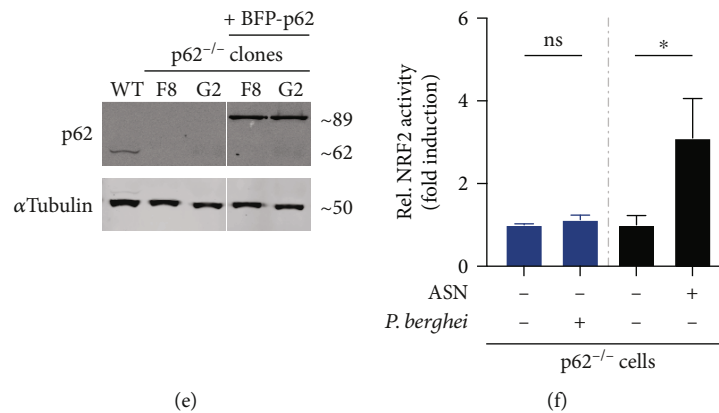 + BFP-p62
p62⁻/⁻ clones
WT F8 G2 F8 G2
p62
~89
~62
αTubulin
~50
(e)
Rel. NRF2 activity
(fold induction)
6
4
2
0
ns
*
ASN – – – +
P. berghei – + – –
p62⁻/⁻ cells
(f)